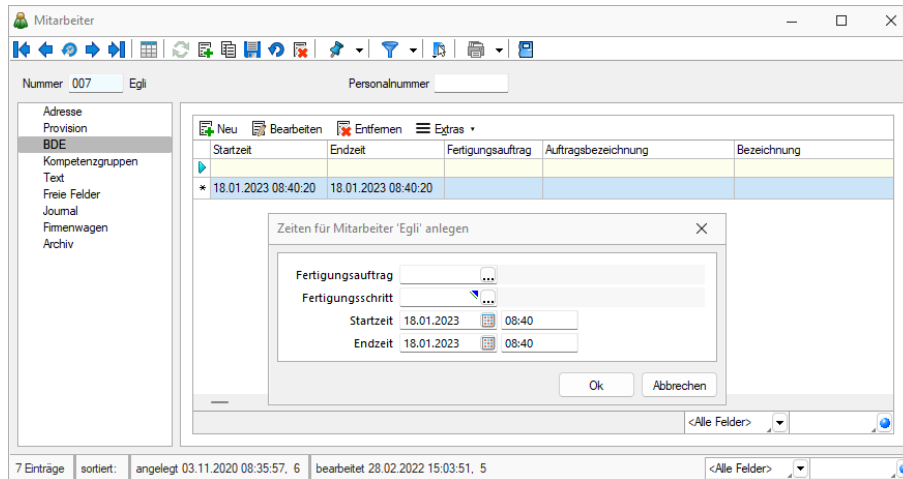 Mitarbeiter
Nummer 007 Egli Personalnummer
Adresse
Provision
BDE
Kompetenzgruppen
Text
Freie Felder
Journal
Firmenwagen
Archiv
Neu Bearbeiten Entfernen Extras
Startzeit Endzeit Fertigungsauftrag Auftragsbezeichnung Bezeichnung
* 18.01.2023 08:40:20 18.01.2023 08:40:20
Zeiten für Mitarbeiter 'Egli' anlegen
Fertigungsauftrag ...
Fertigungsschritt ...
Startzeit 18.01.2023 08:40
Endzeit 18.01.2023 08:40
Ok Abbrechen
<Alle Felder>
7 Einträge sortiert: angelegt 03.11.2020 08:35:57, 6 bearbeitet 28.02.2022 15:03:51, 5 <Alle Felder>